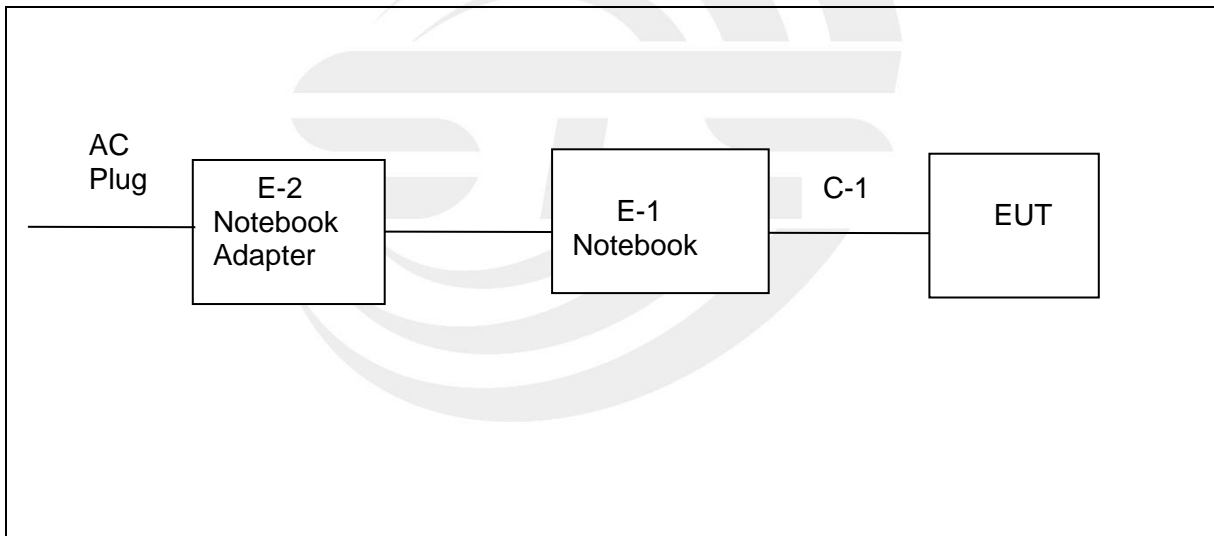 AC
Plug
E-2
Notebook
Adapter
E-1
Notebook
C-1
EUT